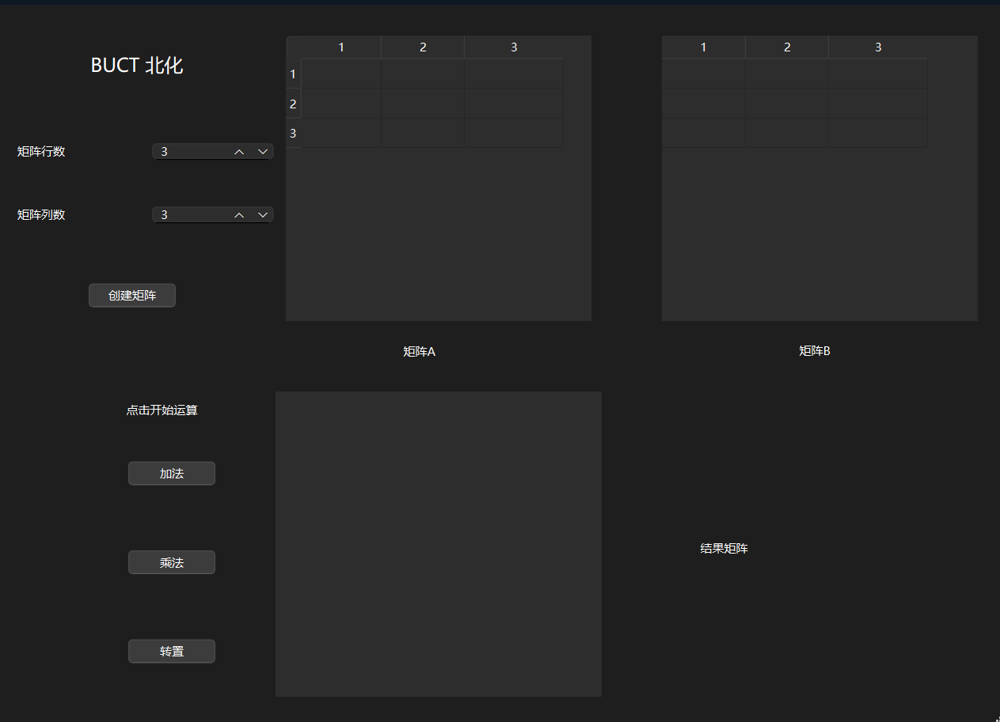 BUCT 北化
矩阵行数
3
矩阵列数
3
创建矩阵
1 2 3
1
2
3
矩阵A
1 2 3
矩阵B
点击开始运算
加法
乘法
转置
结果矩阵